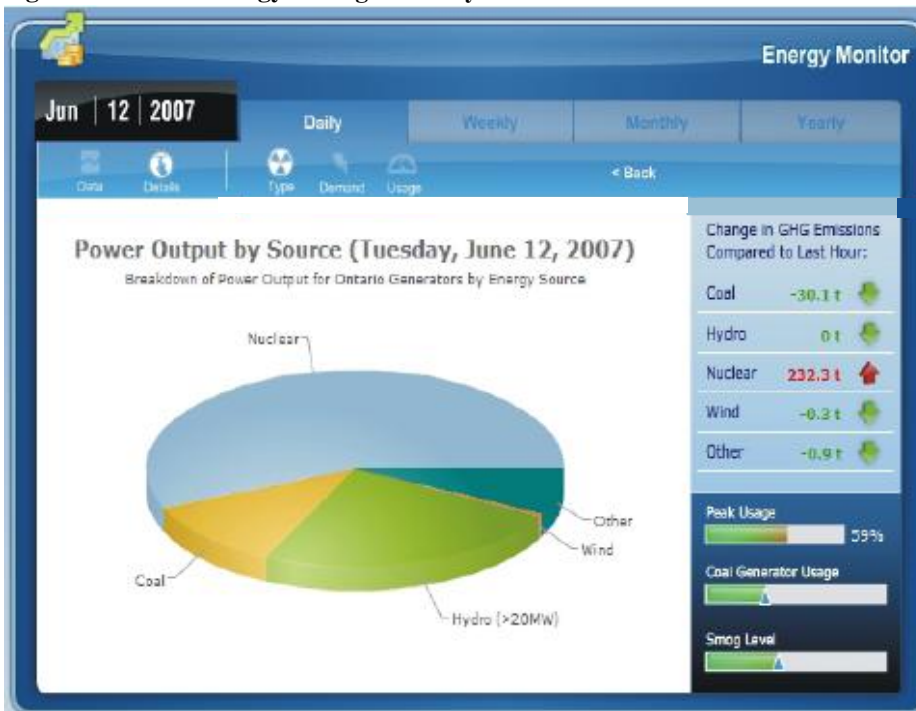 Energy Monitor
Jun | 12 | 2007
Daily
Weekly
Monthly
Yearly
Data
Details
Type
Demand
Usage
< Back
Power Output by Source (Tuesday, June 12, 2007)
Breakdown of Power Output for Ontario Generators by Energy Source
Nuclear
Coal
Hydro (>20MW)
Wind
Other
Change in GHG Emissions
Compared to Last Hour:
Coal -30.1 t
Hydro 0 t
Nuclear 232.3 t
Wind -0.3 t
Other -0.9 t
Peak Usage
59%
Coal Generator Usage
Smog Level